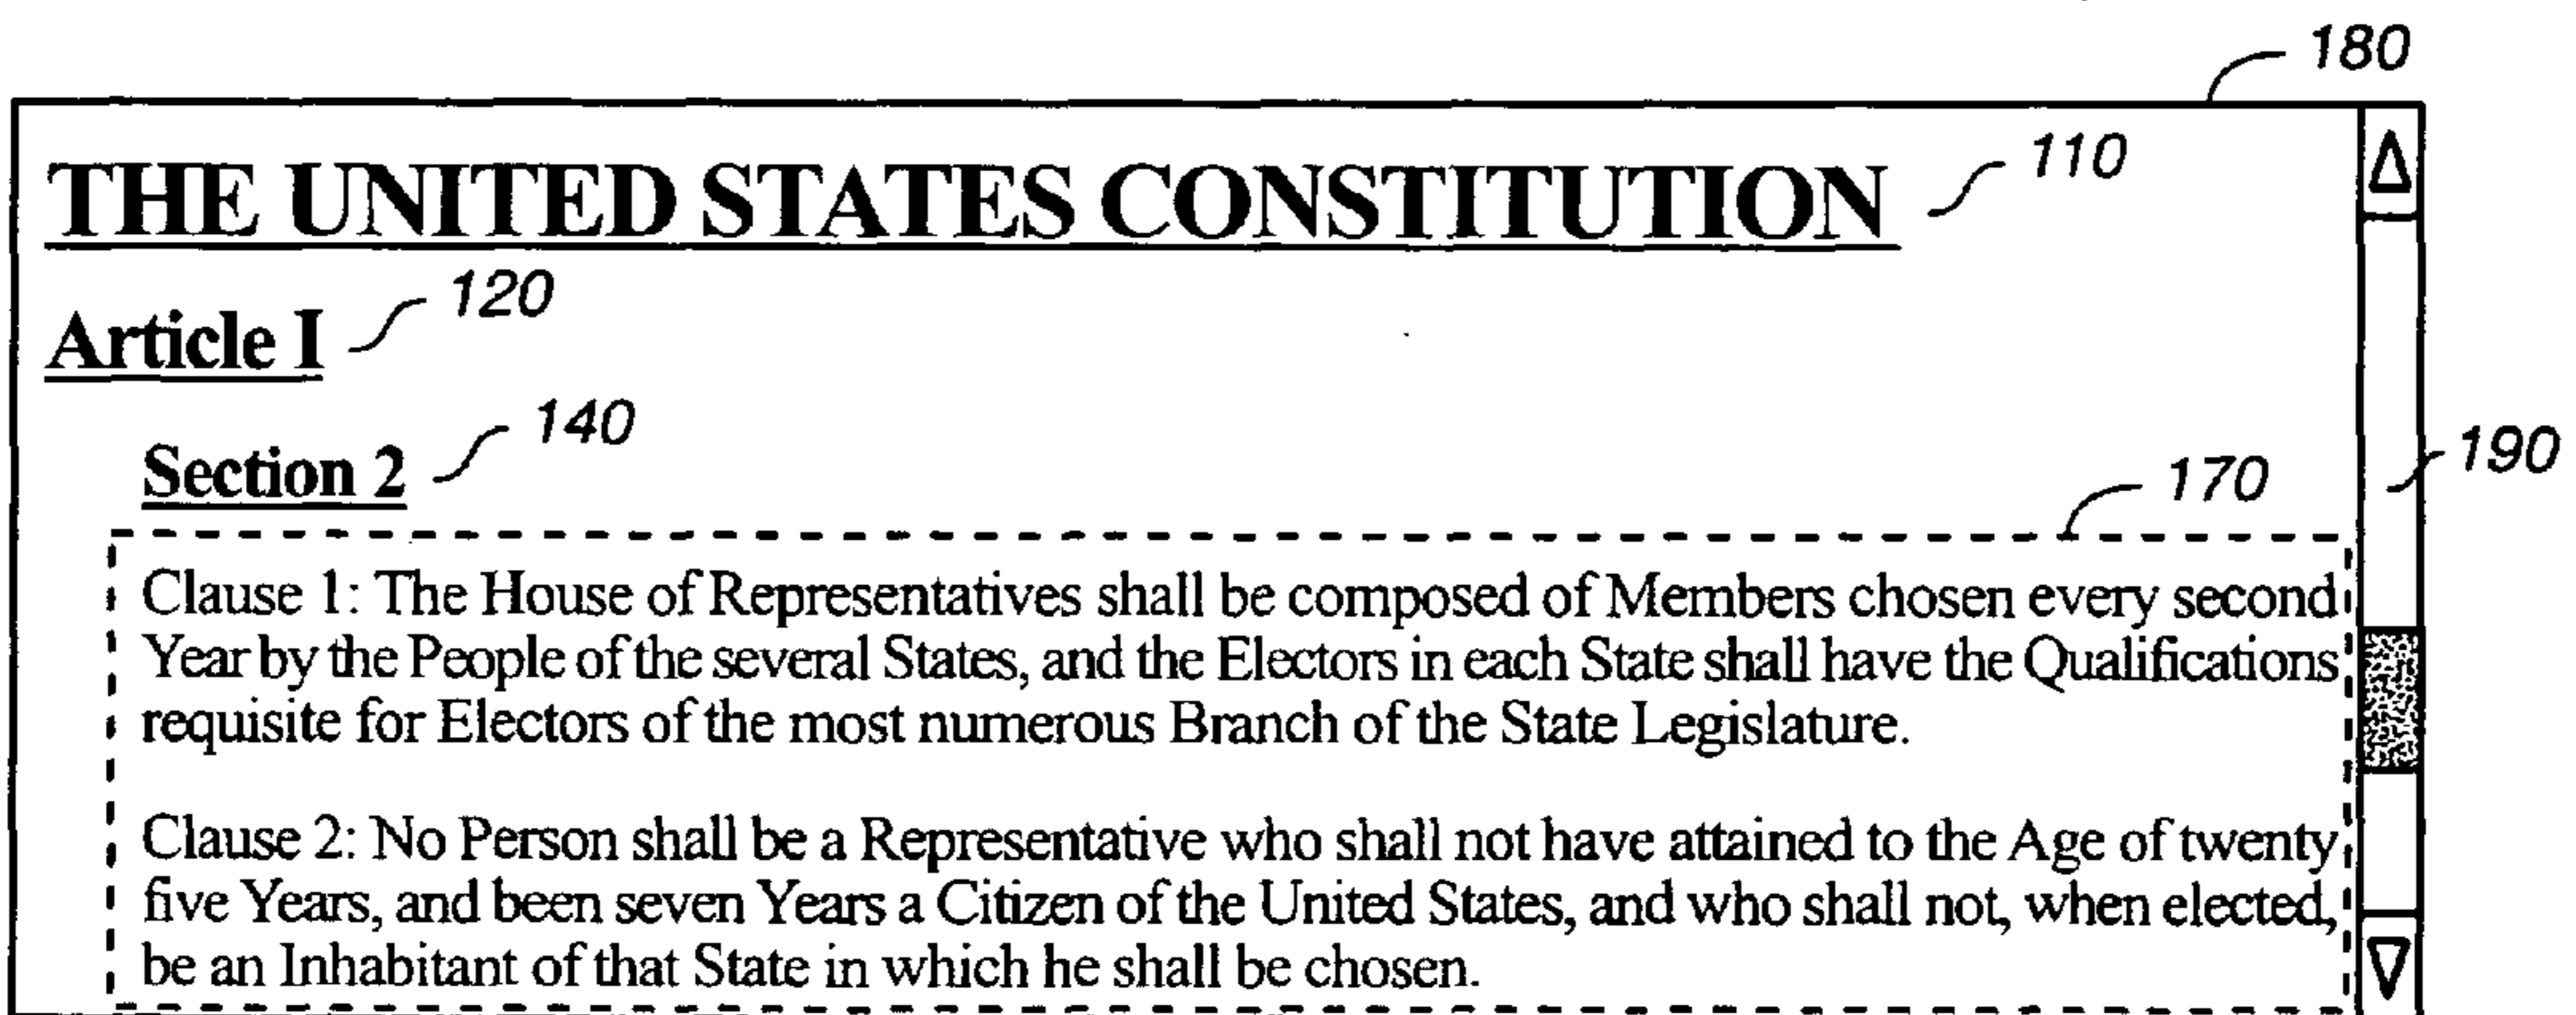 180
THE UNITED STATES CONSTITUTION 110
Article I 120
Section 2 140
170
190
Clause 1: The House of Representatives shall be composed of Members chosen every second
Year by the People of the several States, and the Electors in each State shall have the Qualifications
requisite for Electors of the most numerous Branch of the State Legislature.
Clause 2: No Person shall be a Representative who shall not have attained to the Age of twenty
five Years, and been seven Years a Citizen of the United States, and who shall not, when elected,
be an Inhabitant of that State in which he shall be chosen.